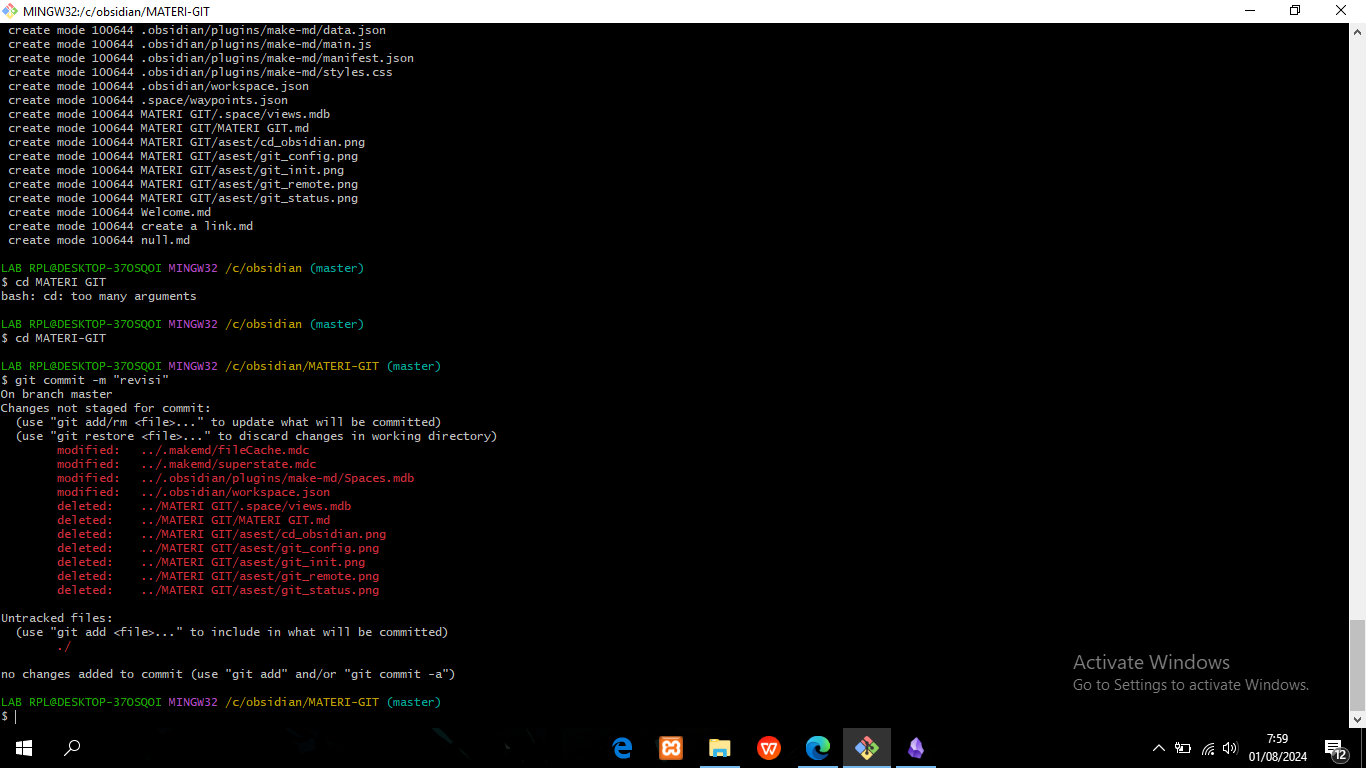 MINGW32:/c/obsidian/MATERI-GIT
create mode 100644 .obsidian/plugins/make-md/data.json
create mode 100644 .obsidian/plugins/make-md/main.js
create mode 100644 .obsidian/plugins/make-md/manifest.json
create mode 100644 .obsidian/plugins/make-md/styles.css
create mode 100644 .obsidian/workspace.json
create mode 100644 .space/waypoints.json
create mode 100644 MATERI GIT/.space/views.mdb
create mode 100644 MATERI GIT/MATERI GIT.md
create mode 100644 MATERI GIT/asest/cd_obsidian.png
create mode 100644 MATERI GIT/asest/git_config.png
create mode 100644 MATERI GIT/asest/git_init.png
create mode 100644 MATERI GIT/asest/git_remote.png
create mode 100644 MATERI GIT/asest/git_status.png
create mode 100644 Welcome.md
create mode 100644 create a link.md
create mode 100644 null.md
LAB RPL@DESKTOP-37OSQOI MINGW32 /c/obsidian (master)
$ cd MATERI GIT
bash: cd: too many arguments
LAB RPL@DESKTOP-37OSQOI MINGW32 /c/obsidian (master)
$ cd MATERI-GIT
LAB RPL@DESKTOP-37OSQOI MINGW32 /c/obsidian/MATERI-GIT (master)
$ git commit -m "revisi"
On branch master
Changes not staged for commit:
(use "git add/rm <file>..." to update what will be committed)
(use "git restore <file>..." to discard changes in working directory)
modified: ../.makemd/fileCache.mdc
modified: ../.makemd/superstate.mdc
modified: ../.obsidian/plugins/make-md/Spaces.mdb
modified: ../.obsidian/workspace.json
deleted: ../MATERI GIT/.space/views.mdb
deleted: ../MATERI GIT/MATERI GIT.md
deleted: ../MATERI GIT/asest/cd_obsidian.png
deleted: ../MATERI GIT/asest/git_config.png
deleted: ../MATERI GIT/asest/git_init.png
deleted: ../MATERI GIT/asest/git_remote.png
deleted: ../MATERI GIT/asest/git_status.png
Untracked files:
(use "git add <file>..." to include in what will be committed)
./
no changes added to commit (use "git add" and/or "git commit -a")
LAB RPL@DESKTOP-37OSQOI MINGW32 /c/obsidian/MATERI-GIT (master)
$
Activate Windows
Go to Settings to activate Windows.
7:59
01/08/2024
12